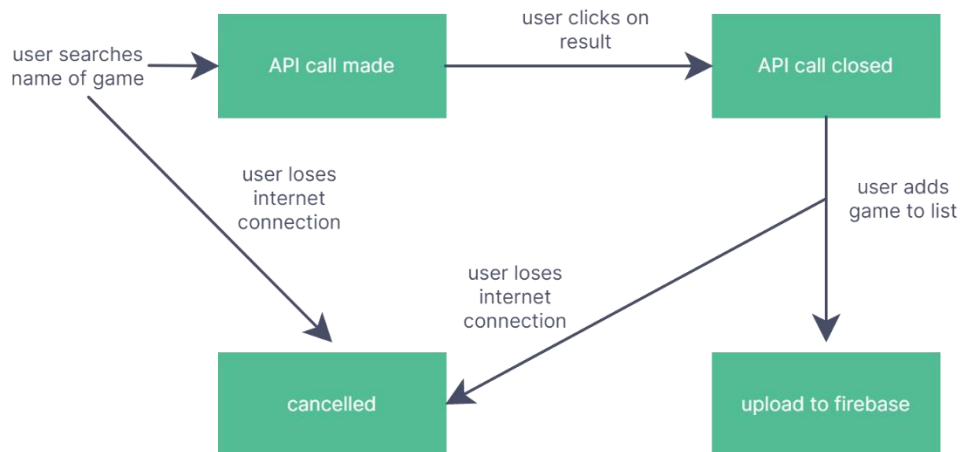 user clicks on
result
user searches
name of game
API call made
API call closed
user loses
internet
connection
user adds
game to list
user loses
internet
connection
cancelled
upload to firebase